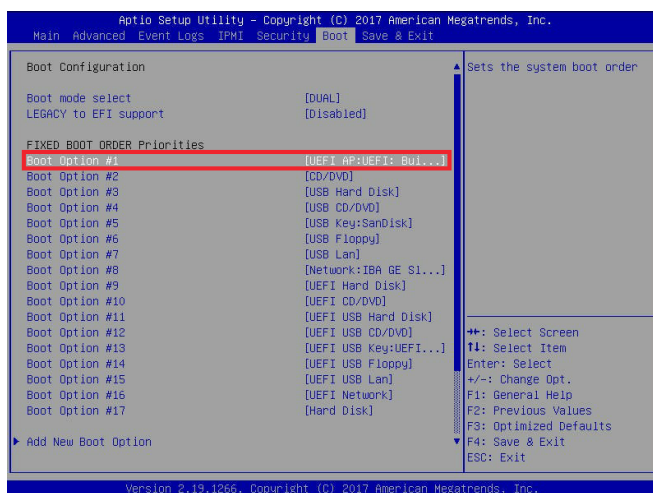 Aptio Setup Utility – Copyright (C) 2017 American Megatrends, Inc.
Main Advanced Event Logs IPMI Security Boot Save & Exit
Boot Configuration
Boot mode select [DUAL]
LEGACY to EFI support [Disabled]
FIXED BOOT ORDER Priorities
Boot Option #1 [UEFI AP:UEFI: Bui...]
Boot Option #2 [CD/DVD]
Boot Option #3 [USB Hard Disk]
Boot Option #4 [USB CD/DVD]
Boot Option #5 [USB Key:SanDisk]
Boot Option #6 [USB Floppy]
Boot Option #7 [USB Lan]
Boot Option #8 [Network:IBA GE Sl...]
Boot Option #9 [UEFI Hard Disk]
Boot Option #10 [UEFI CD/DVD]
Boot Option #11 [UEFI USB Hard Disk]
Boot Option #12 [UEFI USB CD/DVD]
Boot Option #13 [UEFI USB Key:UEFI...]
Boot Option #14 [UEFI USB Floppy]
Boot Option #15 [UEFI USB Lan]
Boot Option #16 [UEFI Network]
Boot Option #17 [Hard Disk]
Add New Boot Option
Sets the system boot order
→←: Select Screen
↑↓: Select Item
Enter: Select
+/-: Change Opt.
F1: General Help
F2: Previous Values
F3: Optimized Defaults
F4: Save & Exit
ESC: Exit
Version 2.19.1266. Copyright (C) 2017 American Megatrends, Inc.